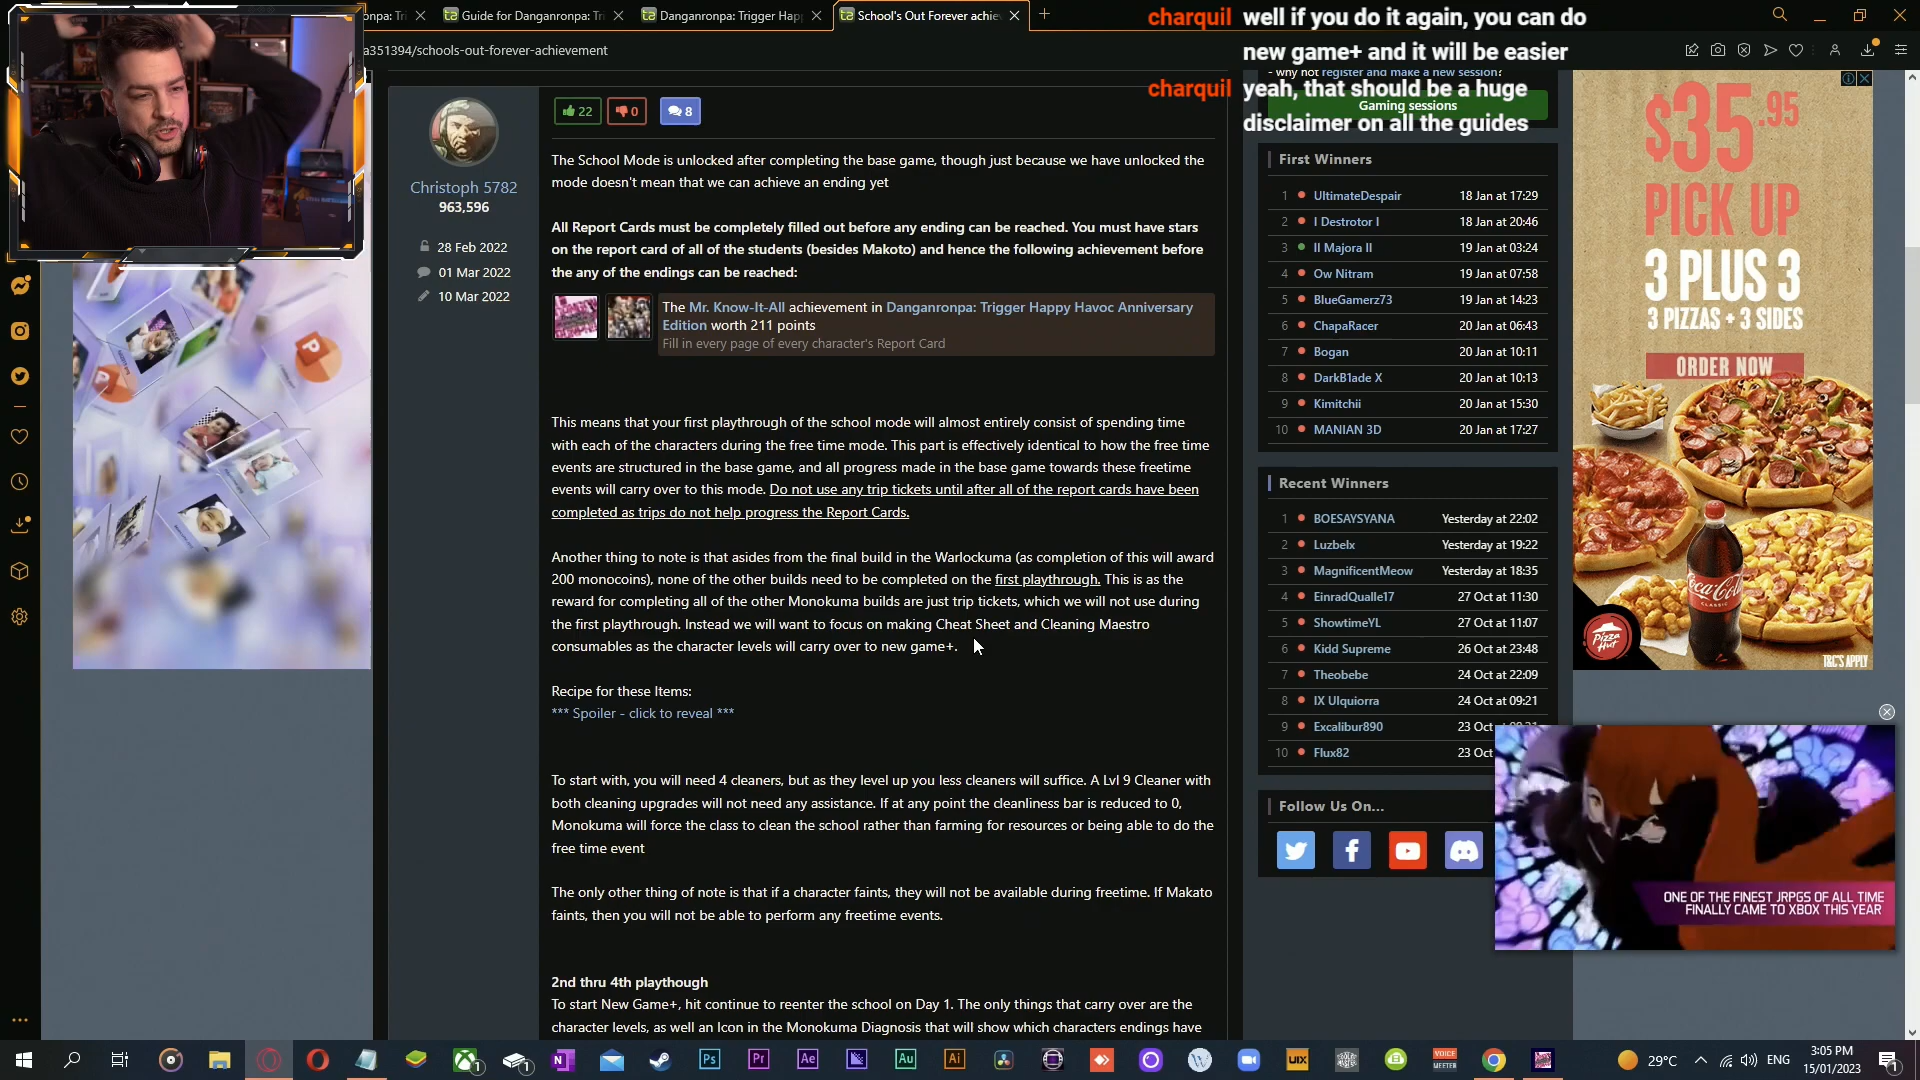 onpa: Tri
Guide for Danganronpa: Tr
Danganronpa: Trigger Hap
School's Out Forever achie
a351394/schools-out-forever-achievement
charquil well if you do it again, you can do
new game+ and it will be easier
charquil yeah, that should be a huge
disclaimer on all the guides
Christoph 5782
963,596
28 Feb 2022
01 Mar 2022
10 Mar 2022
22
0
8
The School Mode is unlocked after completing the base game, though just because we have unlocked the
mode doesn't mean that we can achieve an ending yet
All Report Cards must be completely filled out before any ending can be reached. You must have stars
on the report card of all of the students (besides Makoto) and hence the following achievement before
the any of the endings can be reached:
The Mr. Know-It-All achievement in Danganronpa: Trigger Happy Havoc Anniversary
Edition worth 211 points
Fill in every page of every character's Report Card
This means that your first playthrough of the school mode will almost entirely consist of spending time
with each of the characters during the free time mode. This part is effectively identical to how the free time
events are structured in the base game, and all progress made in the base game towards these freetime
events will carry over to this mode. Do not use any trip tickets until after all of the report cards have been
completed as trips do not help progress the Report Cards.
Another thing to note is that asides from the final build in the Warlockuma (as completion of this will award
200 monocoins), none of the other builds need to be completed on the first playthrough. This is as the
reward for completing all of the other Monokuma builds are just trip tickets, which we will not use during
the first playthrough. Instead we will want to focus on making Cheat Sheet and Cleaning Maestro
consumables as the character levels will carry over to new game+.
Recipe for these Items:
*** Spoiler - click to reveal ***
To start with, you will need 4 cleaners, but as they level up you less cleaners will suffice. A Lvl 9 Cleaner with
both cleaning upgrades will not need any assistance. If at any point the cleanliness bar is reduced to 0,
Monokuma will force the class to clean the school rather than farming for resources or being able to do the
free time event
The only other thing of note is that if a character faints, they will not be available during freetime. If Makato
faints, then you will not be able to perform any freetime events.
2nd thru 4th playthough
To start New Game+, hit continue to reenter the school on Day 1. The only things that carry over are the
character levels, as well an Icon in the Monokuma Diagnosis that will show which characters endings have
- why not register and make a new session?
Gaming sessions
First Winners
1 UltimateDespair 18 Jan at 17:29
2 I Destrotor I 18 Jan at 20:46
3 II Majora II 19 Jan at 03:24
4 Ow Nitram 19 Jan at 07:58
5 BlueGamerz73 19 Jan at 14:23
6 ChapaRacer 20 Jan at 06:43
7 Bogan 20 Jan at 10:11
8 DarkB1ade X 20 Jan at 10:13
9 Kimitchii 20 Jan at 15:30
10 MANIAN 3D 20 Jan at 17:27
Recent Winners
1 BOESAYSYANA Yesterday at 22:02
2 Luzbelx Yesterday at 19:22
3 MagnificentMeow Yesterday at 18:35
4 EinradQualle17 27 Oct at 11:30
5 ShowtimeYL 27 Oct at 11:07
6 Kidd Supreme 26 Oct at 23:48
7 Theobebe 24 Oct at 22:09
8 IX Ulquiorra 24 Oct at 09:21
9 Excalibur890 23 Oct
10 Flux82 23 Oct
Follow Us On...
$35.95
PICK UP
3 PLUS 3
3 PIZZAS + 3 SIDES
ORDER NOW
Coca-Cola
CLASSIC
Pizza Hut
T&C'S APPLY
ONE OF THE FINEST JRPGS OF ALL TIME
FINALLY CAME TO XBOX THIS YEAR
29°C
ENG
3:05 PM
15/01/2023